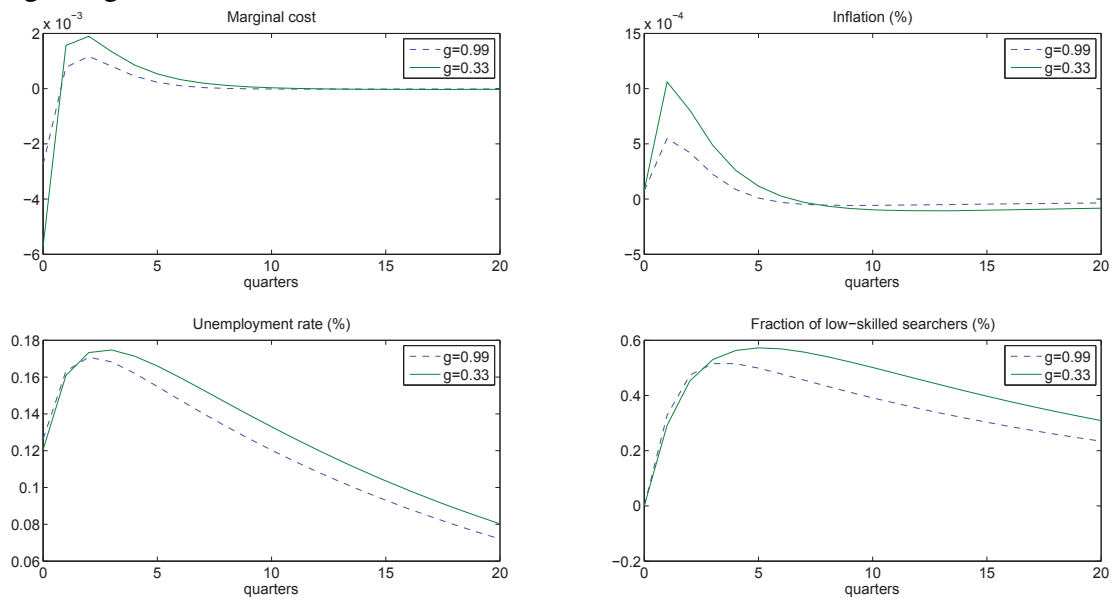 Marginal cost
x 10⁻³
2
0
−2
−4
−6
0 5 10 15 20
quarters
g=0.99
g=0.33
Inflation (%)
x 10⁻⁴
15
10
5
0
−5
0 5 10 15 20
quarters
g=0.99
g=0.33
Unemployment rate (%)
0.18
0.16
0.14
0.12
0.1
0.08
0.06
0 5 10 15 20
quarters
g=0.99
g=0.33
Fraction of low−skilled searchers (%)
0.6
0.4
0.2
0
−0.2
0 5 10 15 20
quarters
g=0.99
g=0.33